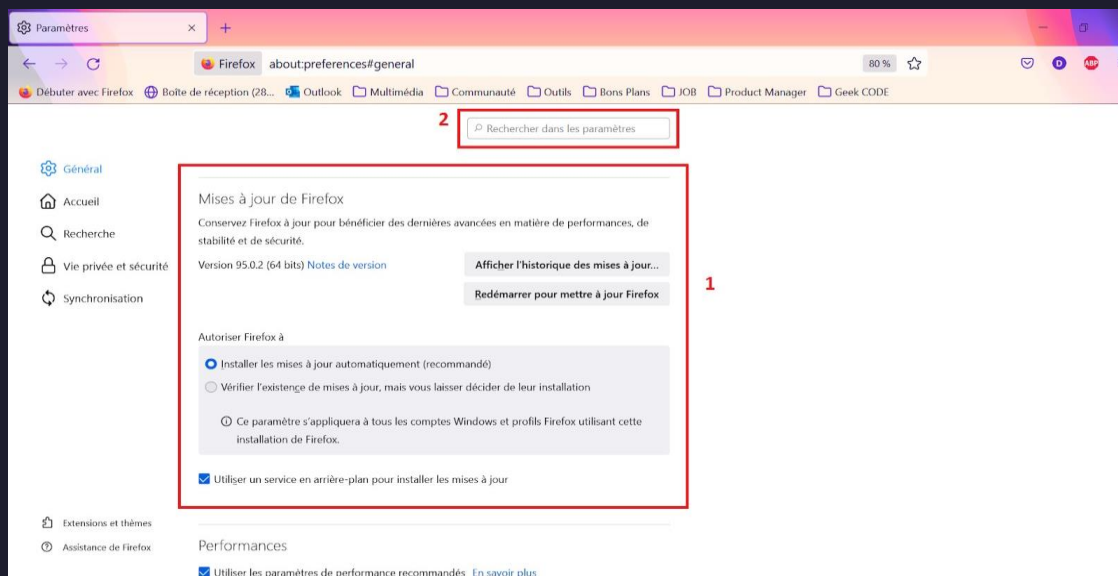 Paramètres
Firefox about:preferences#general 80 %
D ABP
Débuter avec Firefox Boîte de réception (28... Outlook Multimédia Communauté Outils Bons Plans JOB Product Manager Geek CODE
2 Rechercher dans les paramètres
Général
Accueil
Recherche
Vie privée et sécurité
Synchronisation
Extensions et thèmes
Assistance de Firefox
1
Mises à jour de Firefox
Conservez Firefox à jour pour bénéficier des dernières avancées en matière de performances, de
stabilité et de sécurité.
Version 95.0.2 (64 bits) Notes de version
Afficher l'historique des mises à jour...
Redémarrer pour mettre à jour Firefox
Autoriser Firefox à
Installer les mises à jour automatiquement (recommandé)
Vérifier l'existence de mises à jour, mais vous laisser décider de leur installation
Ce paramètre s'appliquera à tous les comptes Windows et profils Firefox utilisant cette
installation de Firefox.
Utiliser un service en arrière-plan pour installer les mises à jour
Performances
Utiliser les paramètres de performance recommandés En savoir plus